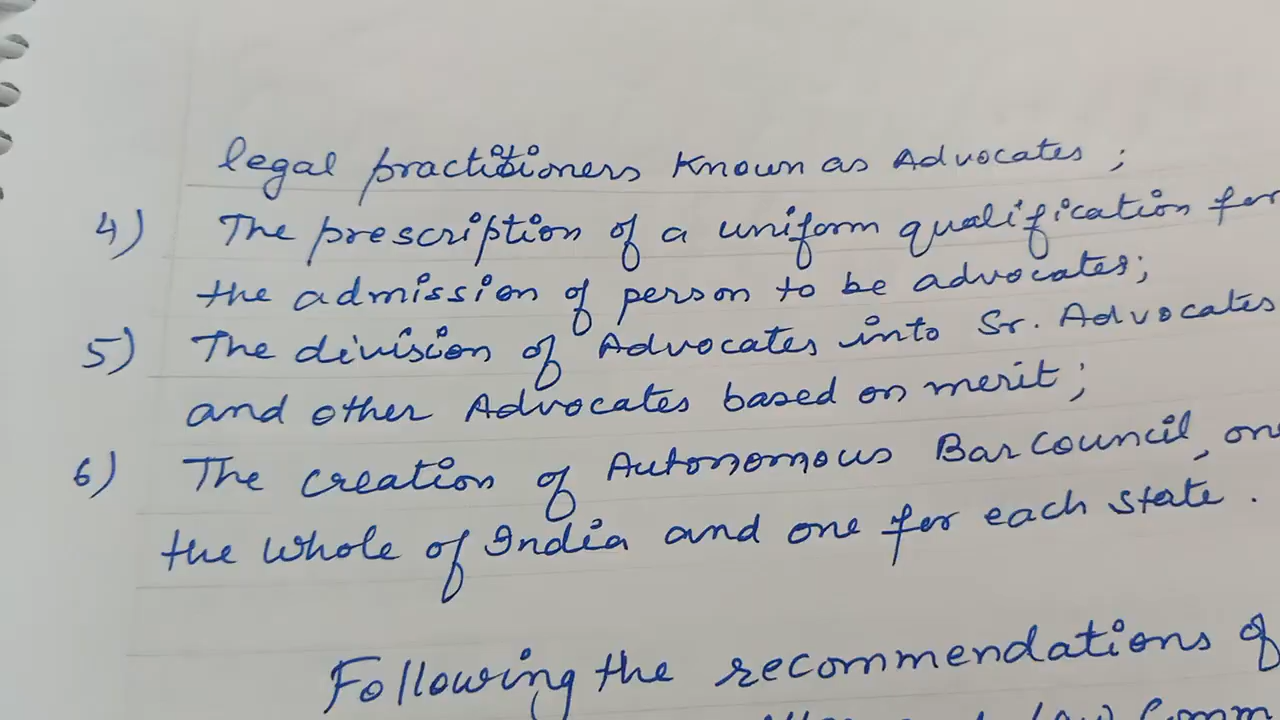 legal practitioners Known as Advocates ;
4) The prescription of a uniform qualification for
the admission of person to be advocates;
5) The division of Advocates into Sr. Advocates
and other Advocates based on merit;
6) The creation of Autonomous Bar Council, one
the whole of India and one for each state.
Following the recommendations of